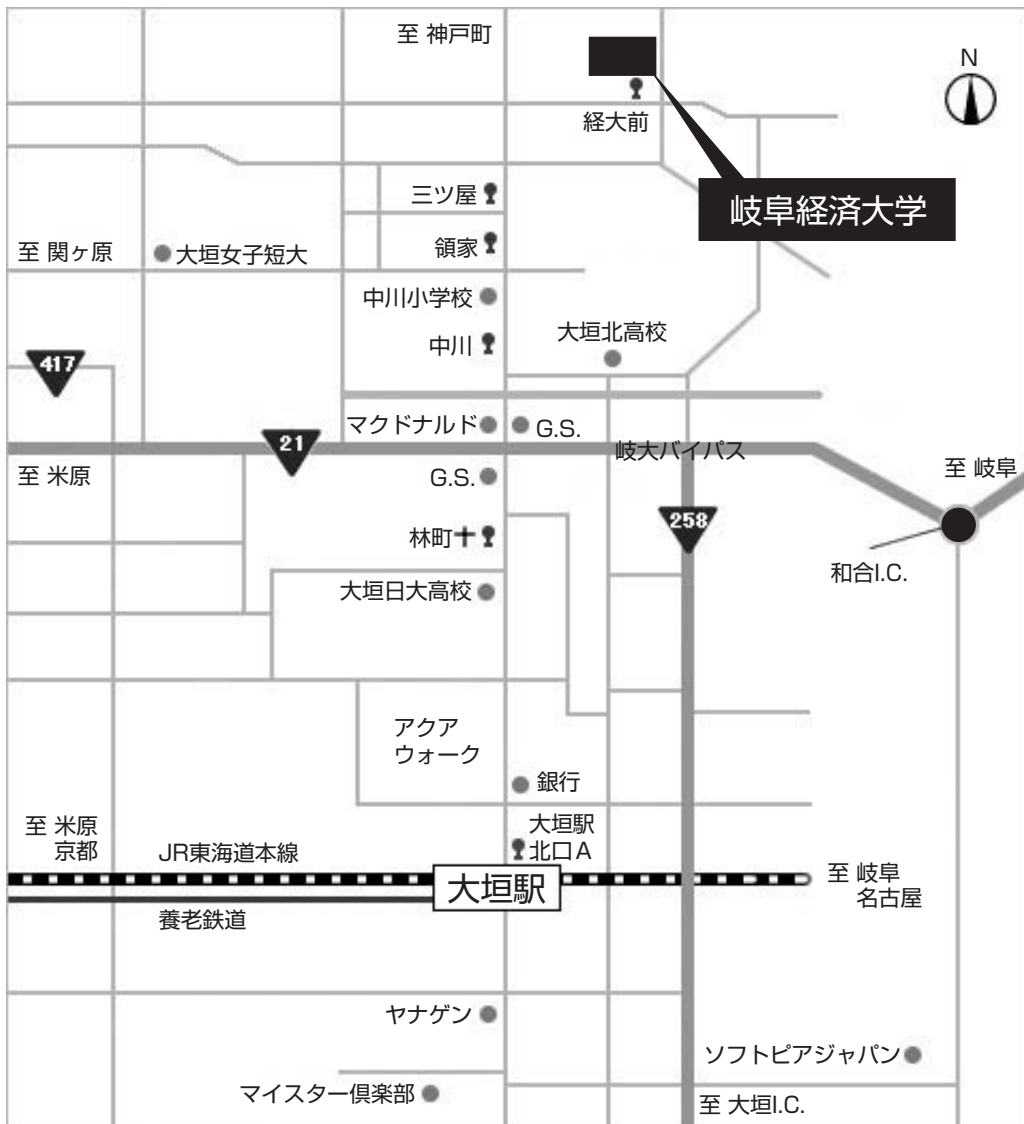 至 神戸町
N
経大前
岐阜経済大学
三ツ屋
領家
至 関ヶ原
大垣女子短大
中川小学校
大垣北高校
中川
417
マクドナルド
G.S.
21
岐大バイパス
至 米原
G.S.
至 岐阜
258
林町
和合I.C.
大垣日大高校
アクア
ウォーク
銀行
大垣駅
北口A
至 米原
京都
JR東海道本線
大垣駅
至 岐阜
名古屋
養老鉄道
ヤナゲン
ソフトピアジャパン
マイスター倶楽部
至 大垣I.C.